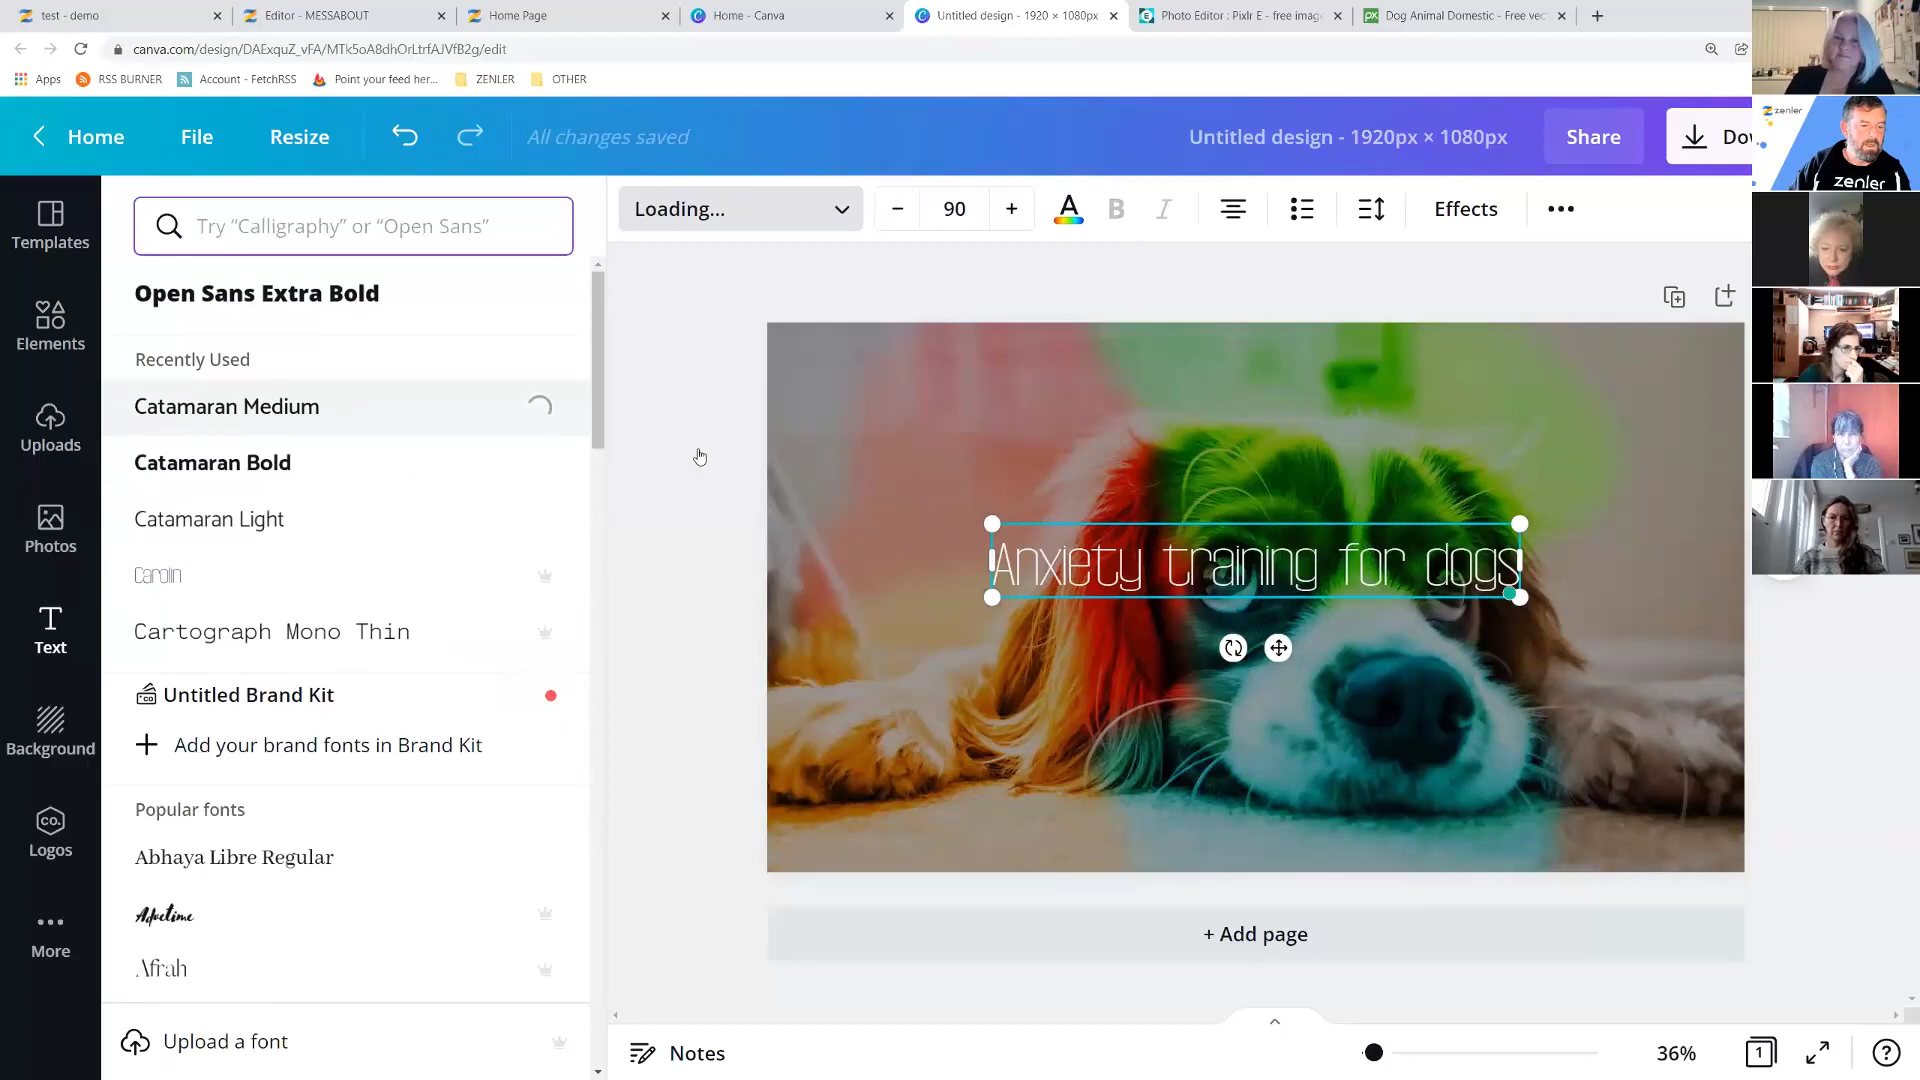 test - demo
Editor - MESSABOUT
Home Page
Home - Canva
Untitled design - 1920 × 1080px
Photo Editor : Pixlr E - free imag
Dog Animal Domestic - Free vec
canva.com/design/DAExquZ_vFA/MTk5oA8dhOrLtrfAJVfB2g/edit
Apps
RSS BURNER
Account - FetchRSS
Point your feed her...
ZENLER
OTHER
Home
File
Resize
All changes saved
Untitled design - 1920px × 1080px
Share
Dow
zenler
zenler
Templates
Elements
Uploads
Photos
Text
Background
Logos
More
Try “Calligraphy” or “Open Sans”
Open Sans Extra Bold
Recently Used
Catamaran Medium
Catamaran Bold
Catamaran Light
Carolin
Cartograph Mono Thin
Untitled Brand Kit
Add your brand fonts in Brand Kit
Popular fonts
Abhaya Libre Regular
Advetime
Afrah
Upload a font
Loading...
90
A
B
I
Effects
Anxiety training for dogs
+ Add page
Notes
36%
1